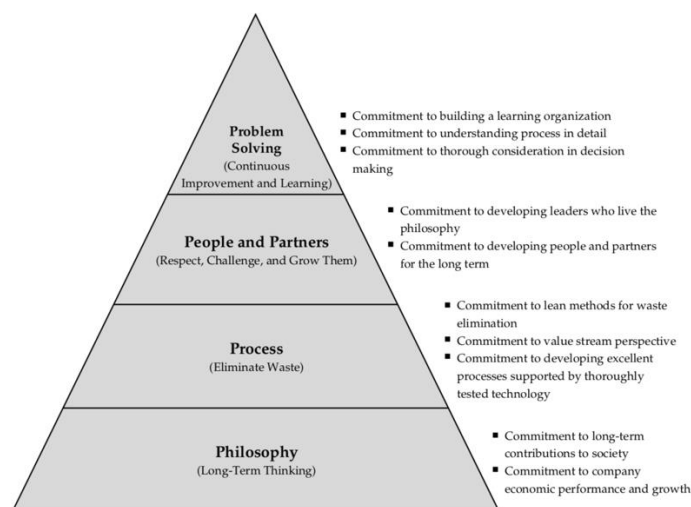 Problem
Solving
(Continuous
Improvement and Learning)
■ Commitment to building a learning organization
■ Commitment to understanding process in detail
■ Commitment to thorough consideration in decision
making
People and Partners
(Respect, Challenge, and Grow Them)
■ Commitment to developing leaders who live the
philosophy
■ Commitment to developing people and partners
for the long term
Process
(Eliminate Waste)
■ Commitment to lean methods for waste
elimination
■ Commitment to value stream perspective
■ Commitment to developing excellent
processes supported by thoroughly
tested technology
Philosophy
(Long-Term Thinking)
■ Commitment to long-term
contributions to society
■ Commitment to company
economic performance and growth